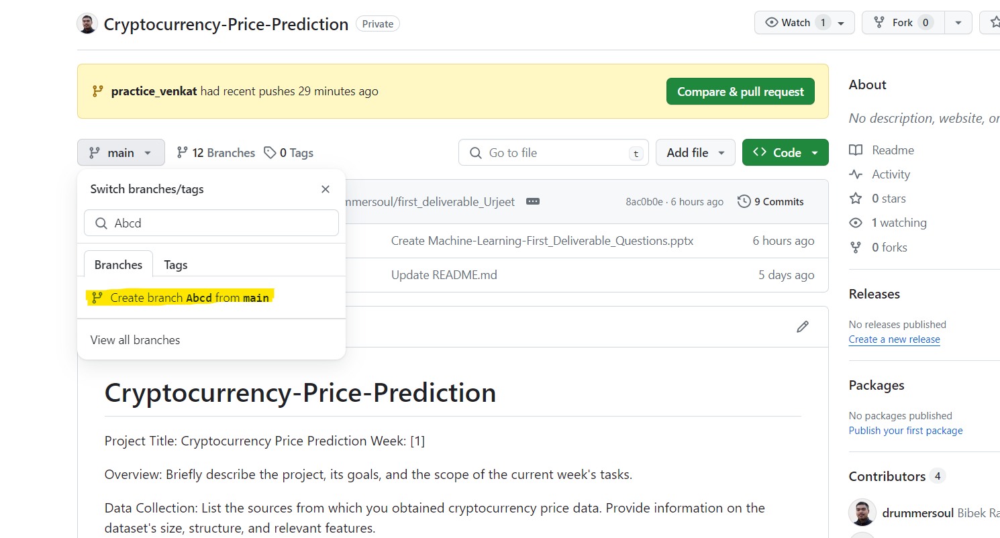 Cryptocurrency-Price-Prediction Private Watch 1 Fork 0
practice_venkat had recent pushes 29 minutes ago Compare & pull request
main 12 Branches 0 Tags Go to file t Add file Code
Switch branches/tags
Abcd
Branches Tags
Create branch Abcd from main
View all branches
mmersoul/first_deliverable_Urjeet 8ac0b0e · 6 hours ago 9 Commits
Create Machine-Learning-First_Deliverable_Questions.pptx 6 hours ago
Update README.md 5 days ago
Cryptocurrency-Price-Prediction
Project Title: Cryptocurrency Price Prediction Week: [1]
Overview: Briefly describe the project, its goals, and the scope of the current week's tasks.
Data Collection: List the sources from which you obtained cryptocurrency price data. Provide information on the
dataset's size, structure, and relevant features.
About
No description, website, or
Readme
Activity
0 stars
1 watching
0 forks
Releases
No releases published
Create a new release
Packages
No packages published
Publish your first package
Contributors 4
drummersoul Bibek Ra